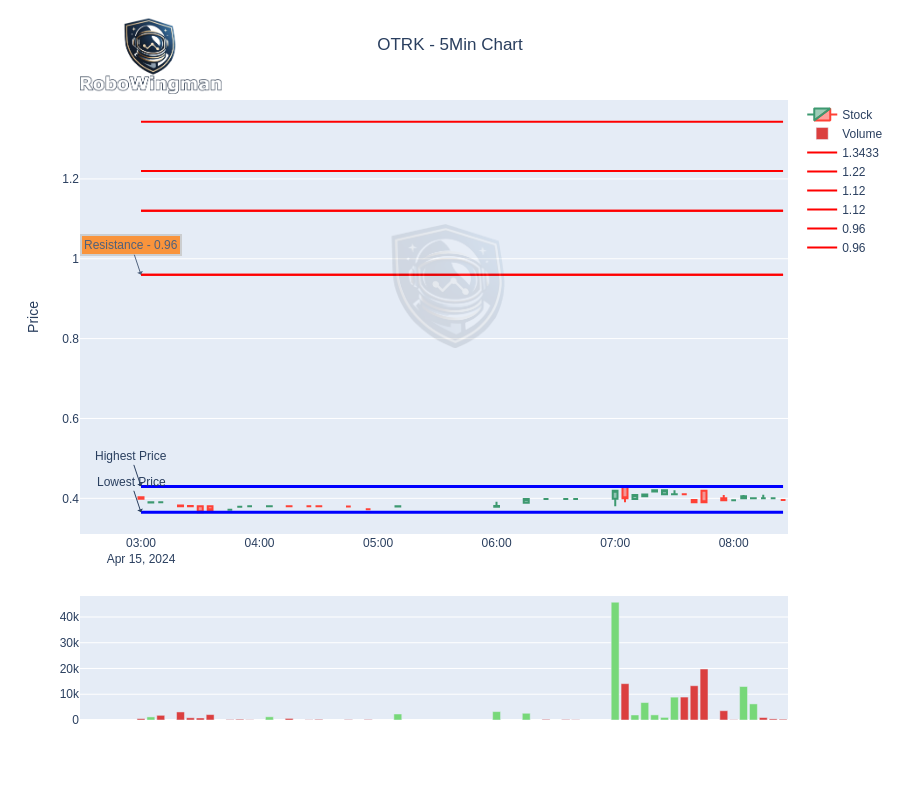 RoboWingman
OTRK - 5Min Chart
Stock
Volume
1.3433
1.22
1.12
1.12
0.96
0.96
Price
1.2
1
0.8
0.6
0.4
Resistance - 0.96
Highest Price
Lowest Price
03:00
04:00
05:00
06:00
07:00
08:00
Apr 15, 2024
40k
30k
20k
10k
0